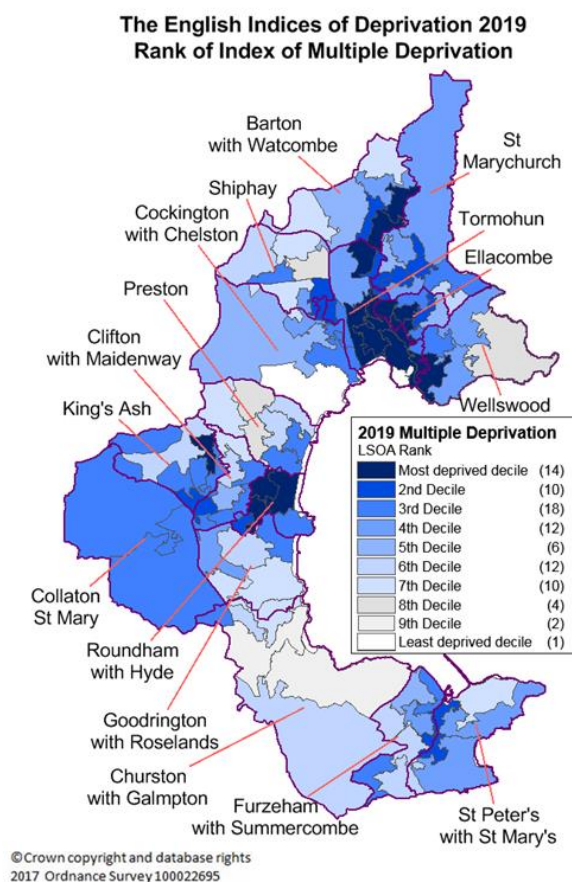 The English Indices of Deprivation 2019
Rank of Index of Multiple Deprivation
Barton
with Watcombe
St
Marychurch
Shiphay
Cockington
with Chelston
Tormohun
Ellacombe
Preston
Clifton
with Maidenway
King's Ash
Wellswood
2019 Multiple Deprivation
LSOA Rank
Most deprived decile (14)
2nd Decile (10)
3rd Decile (18)
4th Decile (12)
5th Decile (6)
6th Decile (12)
7th Decile (10)
8th Decile (4)
9th Decile (2)
Least deprived decile (1)
Collaton
St Mary
Roundham
with Hyde
Goodrington
with Roselands
Churston
with Galmpton
Furzeham
with Summercombe
St Peter's
with St Mary's
©Crown copyright and database rights
2017 Ordnance Survey 100022695